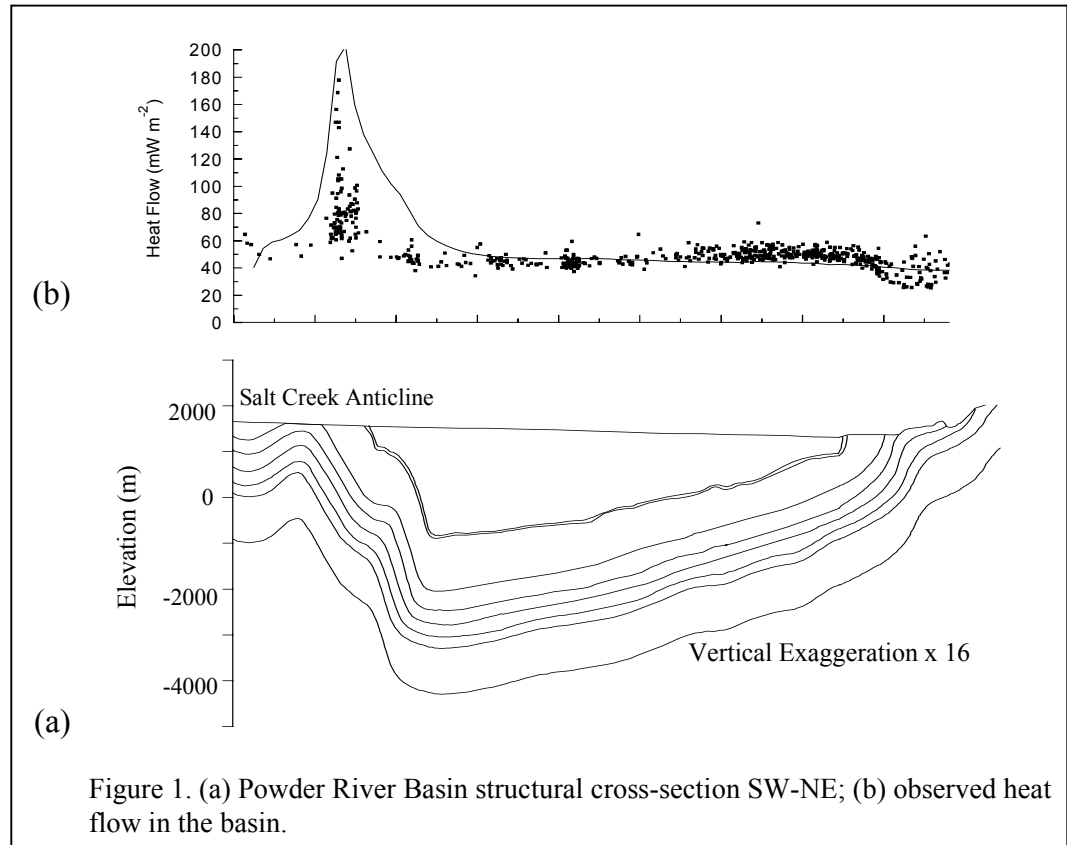 200
180
160
140
120
100
80
60
40
20
0
Heat Flow (mW m-2)
(b)
Salt Creek Anticline
2000
0
-2000
-4000
Elevation (m)
Vertical Exaggeration x 16
(a)
Figure 1. (a) Powder River Basin structural cross-section SW-NE; (b) observed heat
flow in the basin.